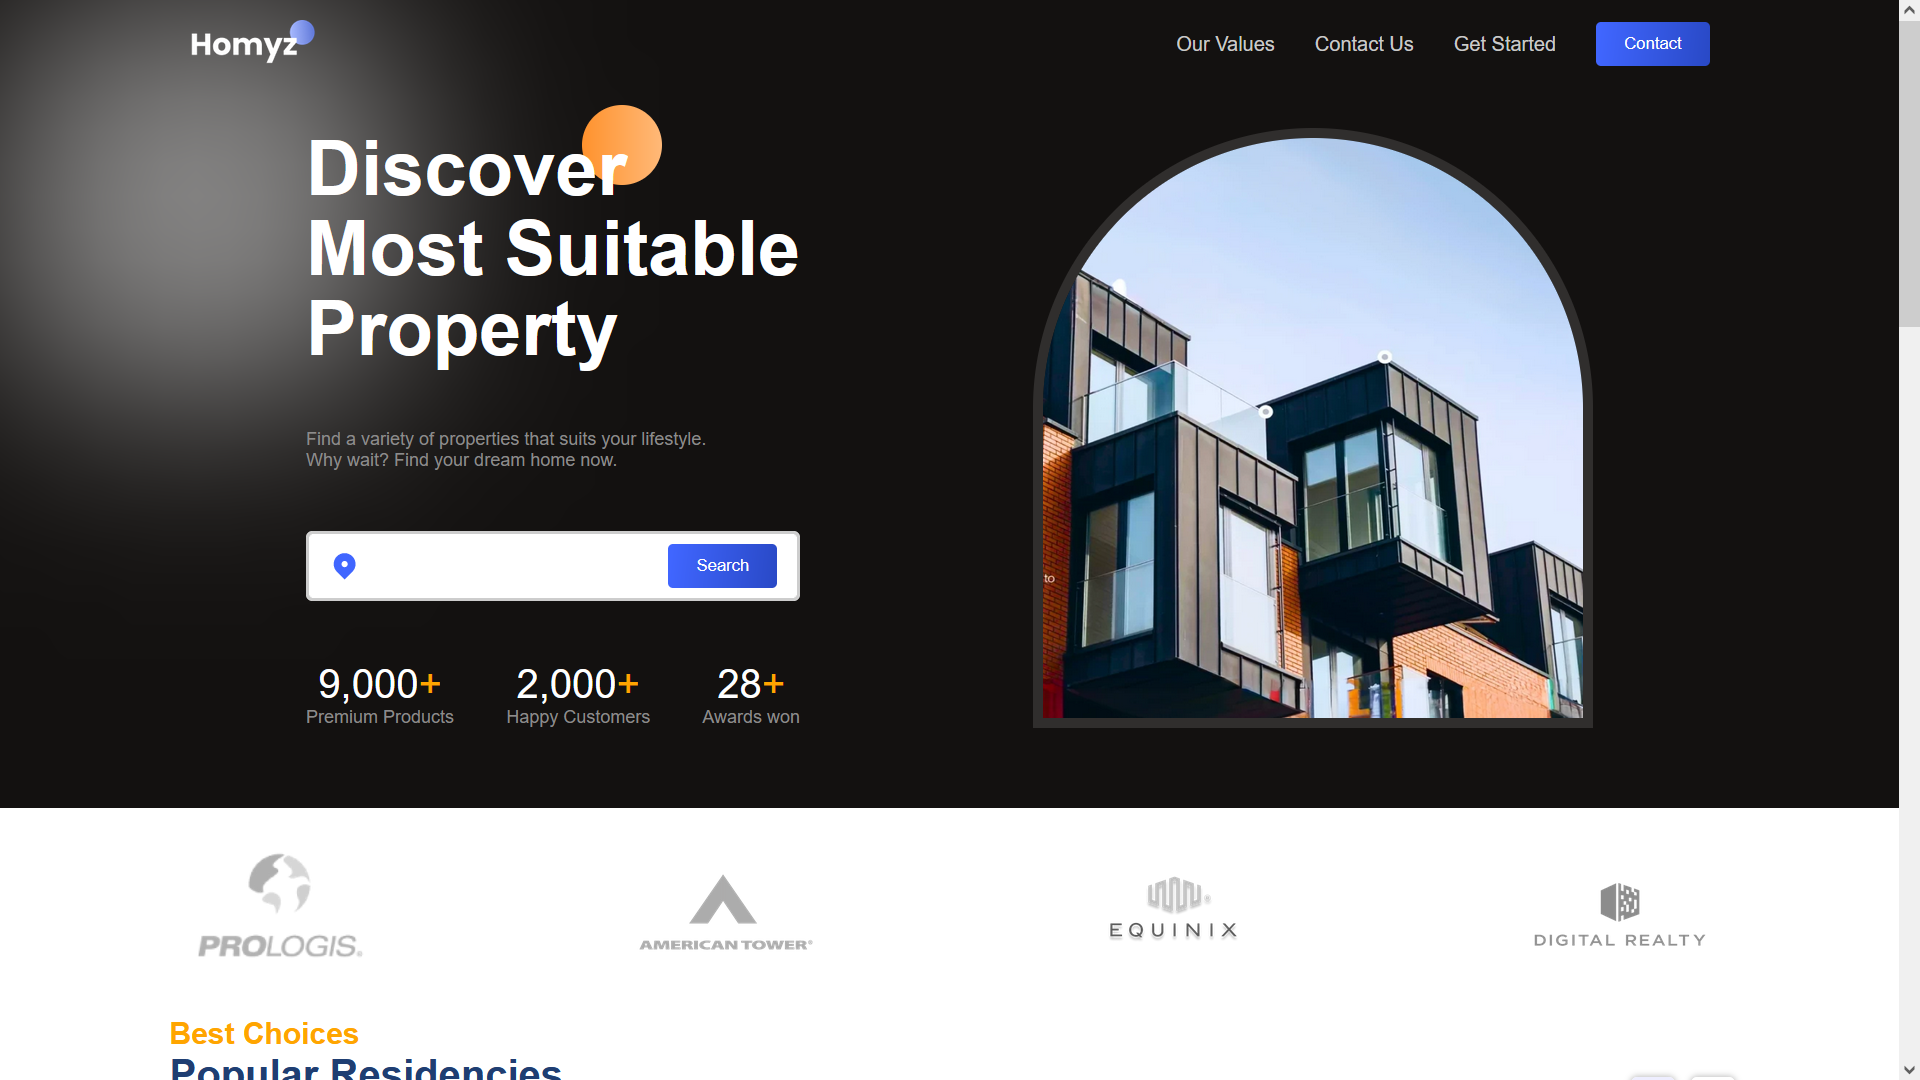 Homyz
Our Values
Contact Us
Get Started
Contact
Discover
Most Suitable
Property
Find a variety of properties that suits your lifestyle.
Why wait? Find your dream home now.
Search
to
9,000+
2,000+
28+
Premium Products
Happy Customers
Awards won
PROLOGIS.
AMERICAN TOWER®
EQUINIX
DIGITAL REALTY
Best Choices
Popular Residencies